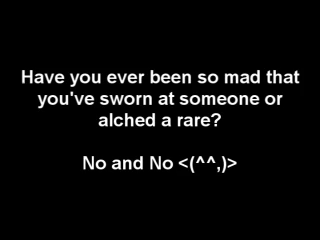 Have you ever been so mad that
you've sworn at someone or
alched a rare?
No and No <(^^,)>